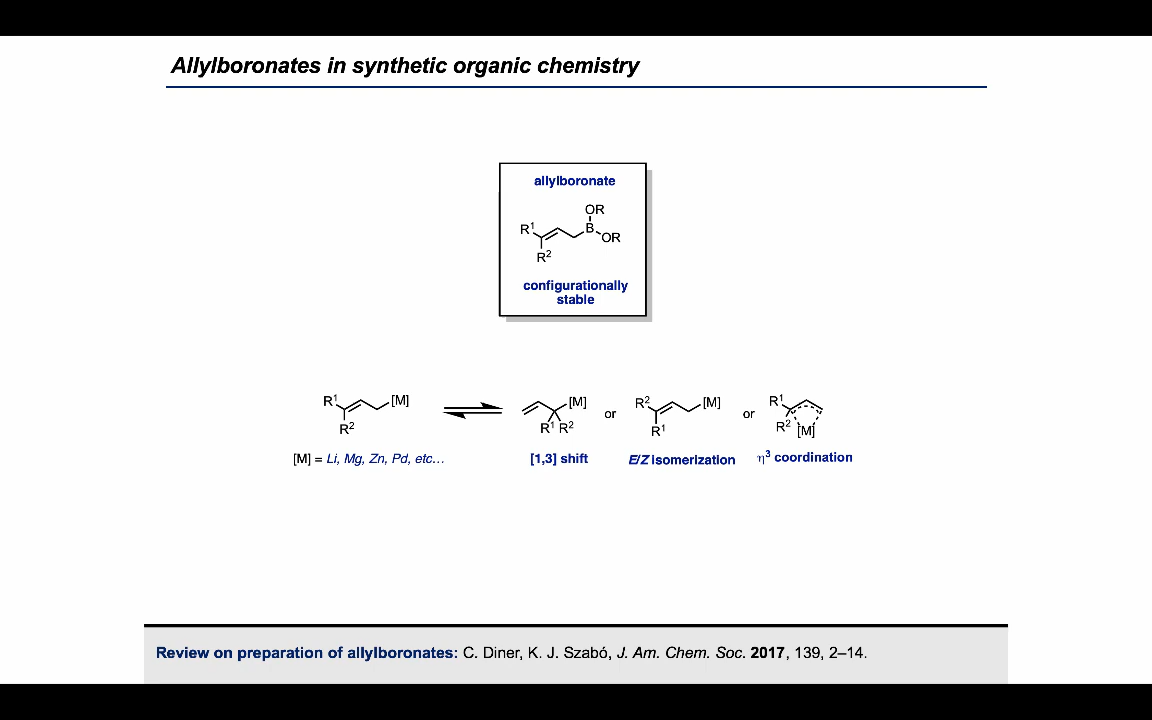 Allylboronates in synthetic organic chemistry
allylboronate
OR
R¹ B OR
R²
configurationally
stable
R¹ [M] [M] R² [M] R¹
or or
R² R¹ R² R¹ R² [M]
[M] = Li, Mg, Zn, Pd, etc… [1,3] shift E/Z isomerization η³ coordination
Review on preparation of allylboronates: C. Diner, K. J. Szabó, J. Am. Chem. Soc. 2017, 139, 2–14.